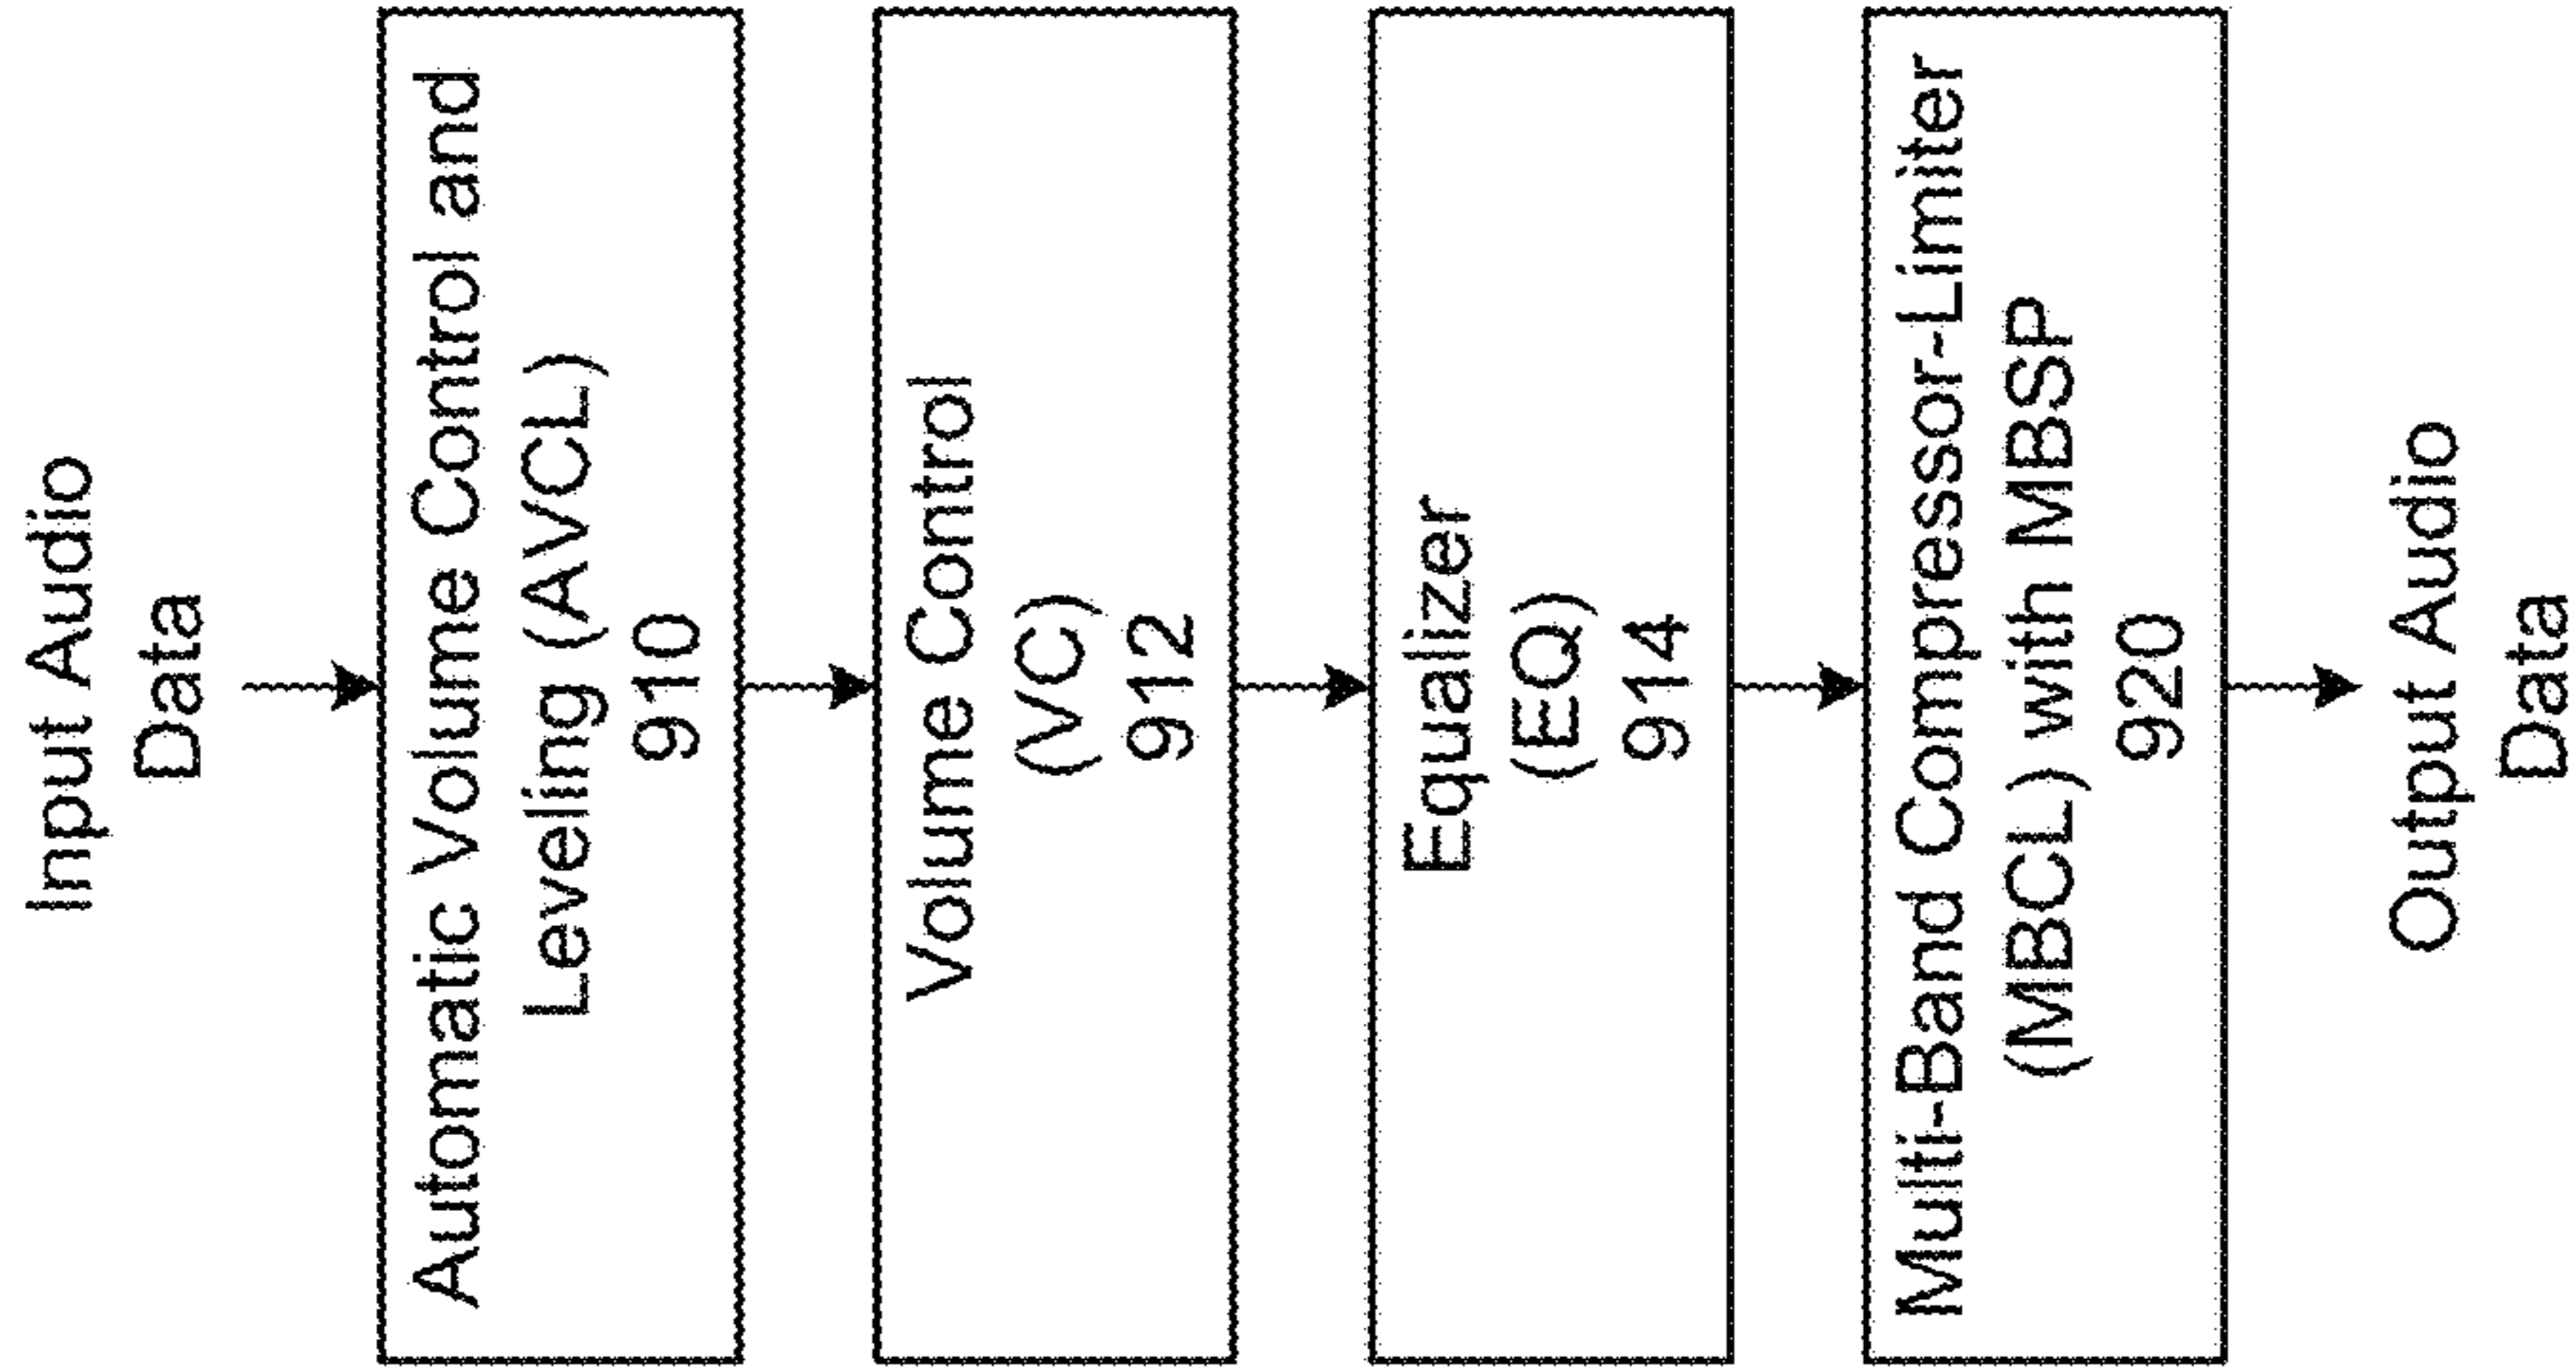 Input Audio
Data
Automatic Volume Control and
Leveling (AVCL)
910
Volume Control
(VC)
912
Equalizer
(EQ)
914
Multi-Band Compressor-Limiter
(MBCL) with MBSP
920
Output Audio
Data